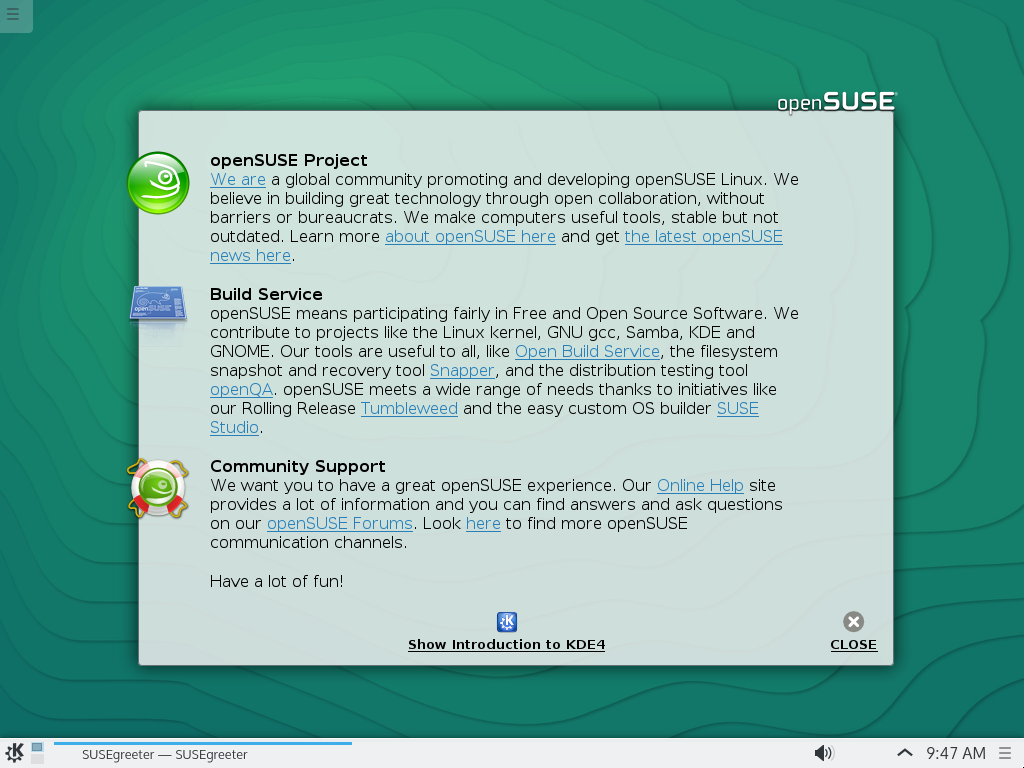 openSUSE
openSUSE Project
We are a global community promoting and developing openSUSE Linux. We
believe in building great technology through open collaboration, without
barriers or bureaucrats. We make computers useful tools, stable but not
outdated. Learn more about openSUSE here and get the latest openSUSE
news here.
Build Service
openSUSE means participating fairly in Free and Open Source Software. We
contribute to projects like the Linux kernel, GNU gcc, Samba, KDE and
GNOME. Our tools are useful to all, like Open Build Service, the filesystem
snapshot and recovery tool Snapper, and the distribution testing tool
openQA. openSUSE meets a wide range of needs thanks to initiatives like
our Rolling Release Tumbleweed and the easy custom OS builder SUSE
Studio.
Community Support
We want you to have a great openSUSE experience. Our Online Help site
provides a lot of information and you can find answers and ask questions
on our openSUSE Forums. Look here to find more openSUSE
communication channels.
Have a lot of fun!
Show Introduction to KDE4
CLOSE
SUSEgreeter — SUSEgreeter
9:47 AM